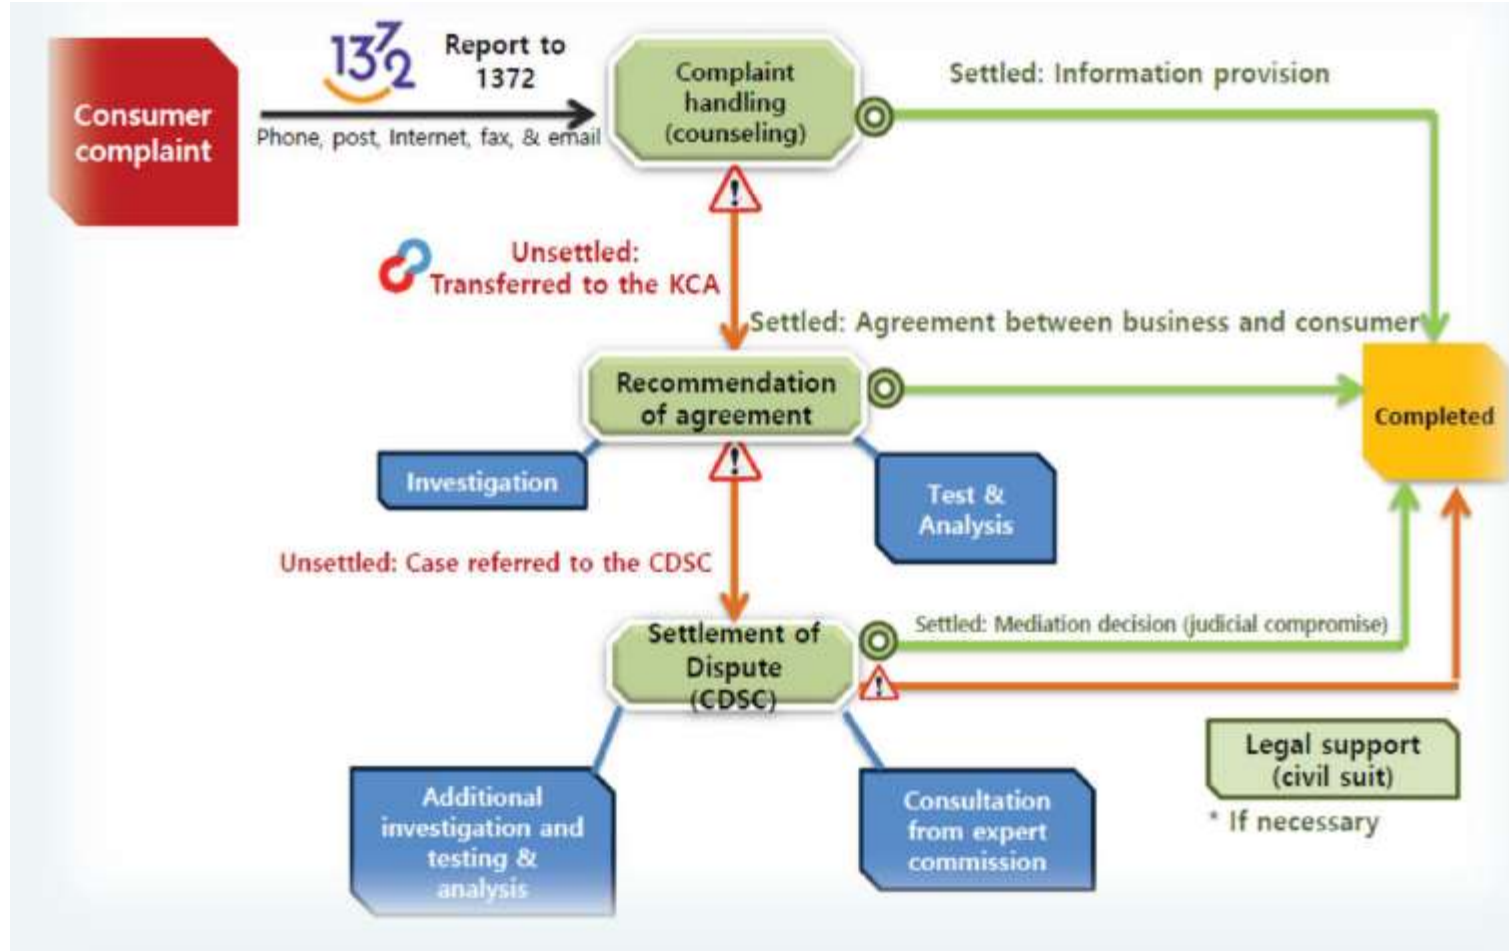 Consumer
complaint
1372
Report to
1372
Phone, post, Internet, fax, & email
Complaint
handling
(counseling)
Settled: Information provision
!
Unsettled:
Transferred to the KCA
Settled: Agreement between business and consumer
Recommendation
of agreement
Completed
!
Investigation
Test &
Analysis
Unsettled: Case referred to the CDSC
Settlement of
Dispute
(CDSC)
Settled: Mediation decision (judicial compromise)
!
Legal support
(civil suit)
* If necessary
Additional
investigation and
testing &
analysis
Consultation
from expert
commission